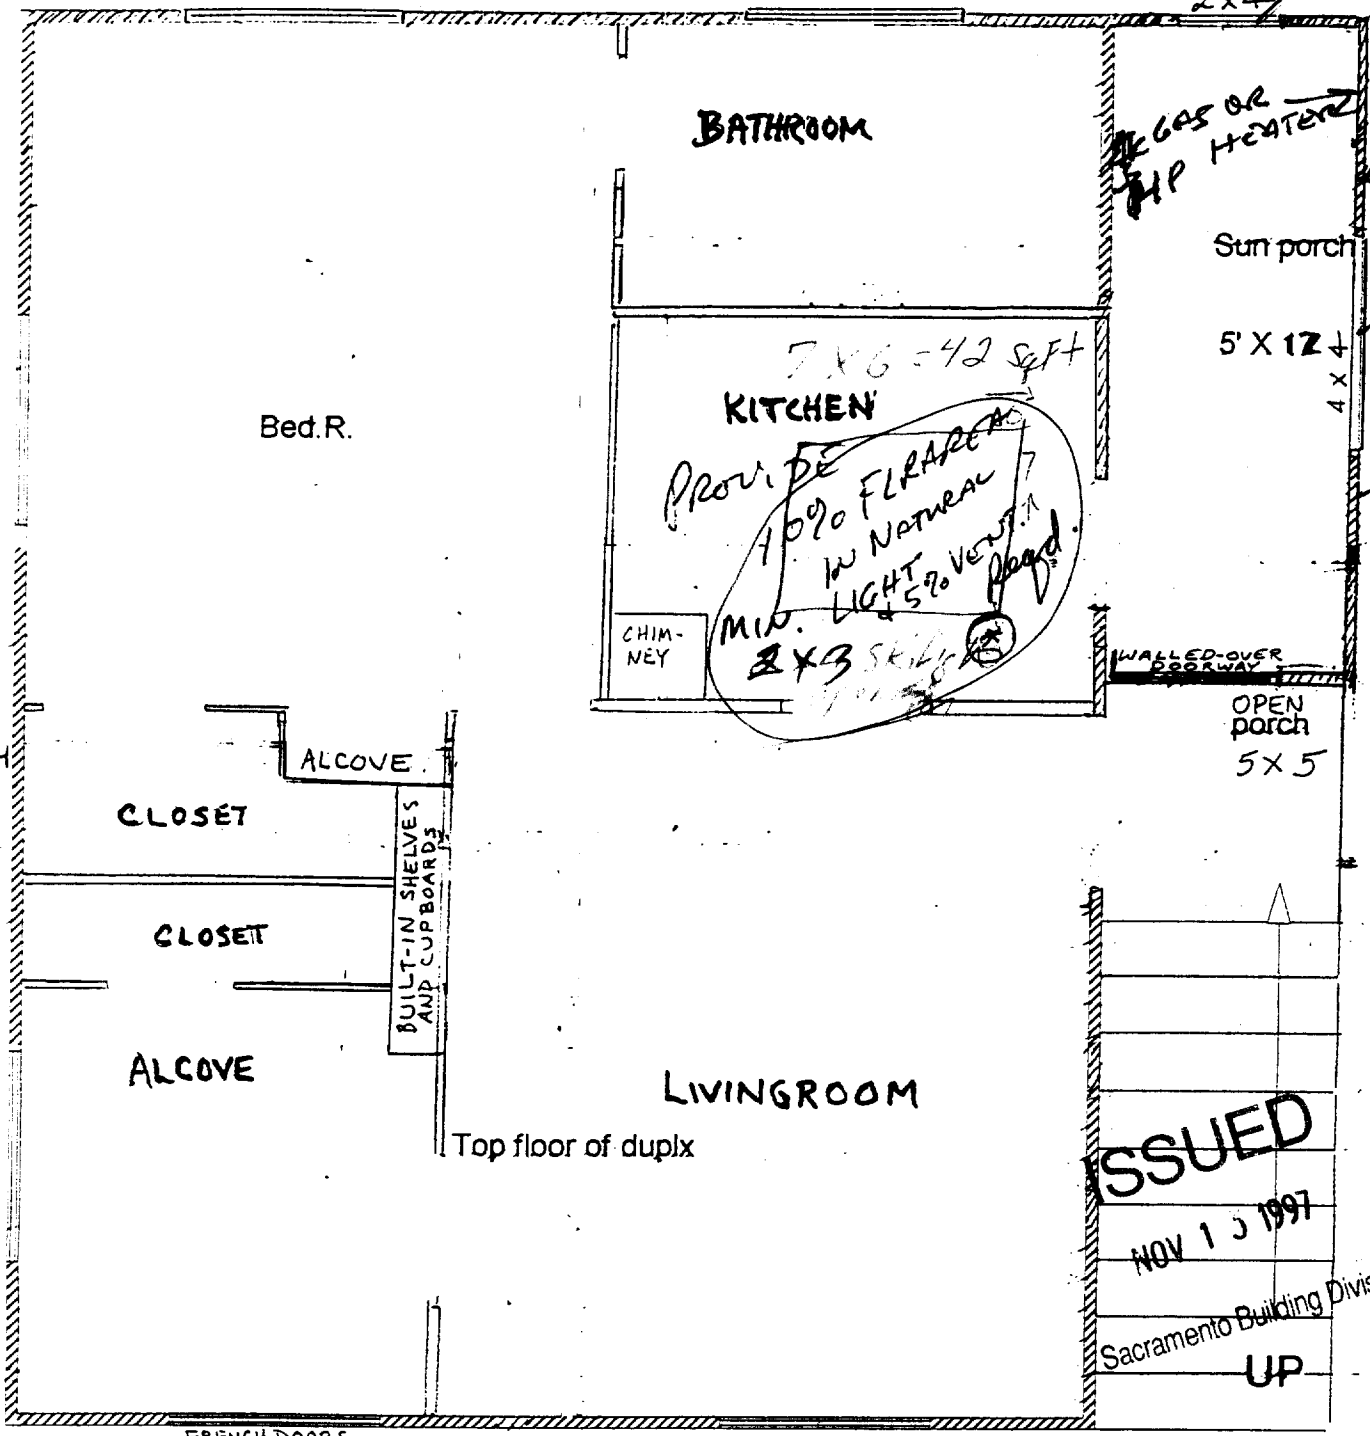 2x4
BATHROOM
GAS OR
HP HEATER
Sun porch
5' X 12
4 X 4
7 X 6 = 42 SqFt
KITCHEN
Bed.R.
PROVIDE
10% FLR AREA
IN NATURAL
LIGHT
& 5% VENT.
Reqd.
MIN.
2 X 3
CHIM-
NEY
WALLED-OVER
DOORWAY
OPEN
porch
5 X 5
ALCOVE
CLOSET
BUILT-IN SHELVES
AND CUPBOARDS
CLOSET
ALCOVE
LIVINGROOM
Top floor of duplx
ISSUED
NOV 1 1997
Sacramento Building Divis
UP
FRENCH DOORS